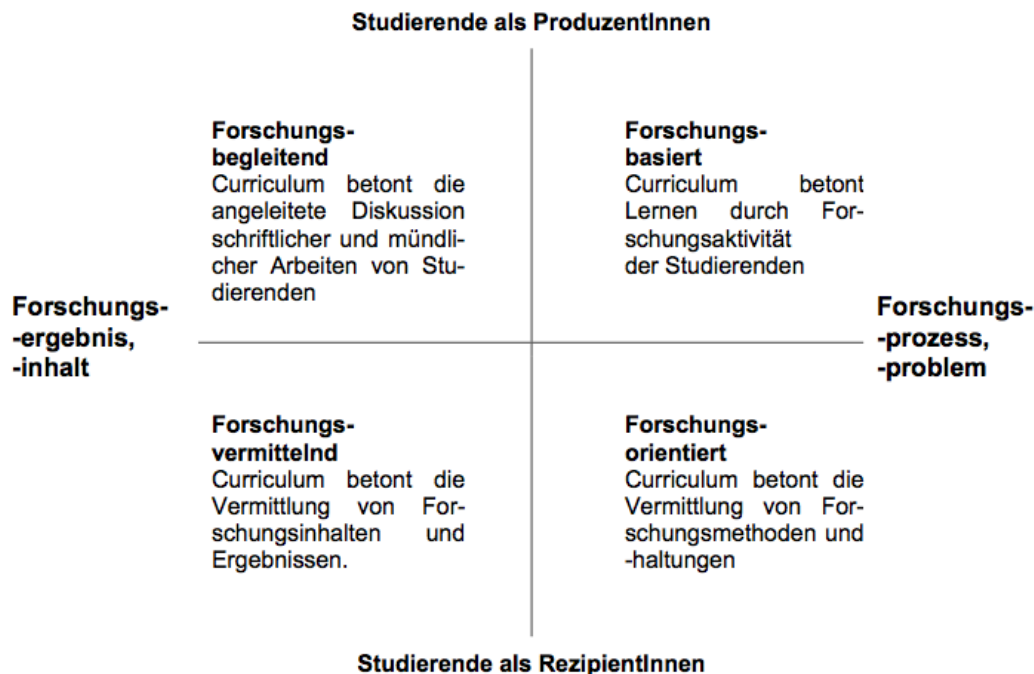 Studierende als ProduzentInnen
Forschungs-
begleitend
Curriculum betont die
angeleitete Diskussion
schriftlicher und mündli-
cher Arbeiten von Stu-
dierenden
Forschungs-
basiert
Curriculum betont
Lernen durch For-
schungsaktivität
der Studierenden
Forschungs-
-ergebnis,
-inhalt
Forschungs-
-prozess,
-problem
Forschungs-
vermittelnd
Curriculum betont die
Vermittlung von For-
schungsinhalten und
Ergebnissen.
Forschungs-
orientiert
Curriculum betont die
Vermittlung von For-
schungsmethoden und
-haltungen
Studierende als RezipientInnen